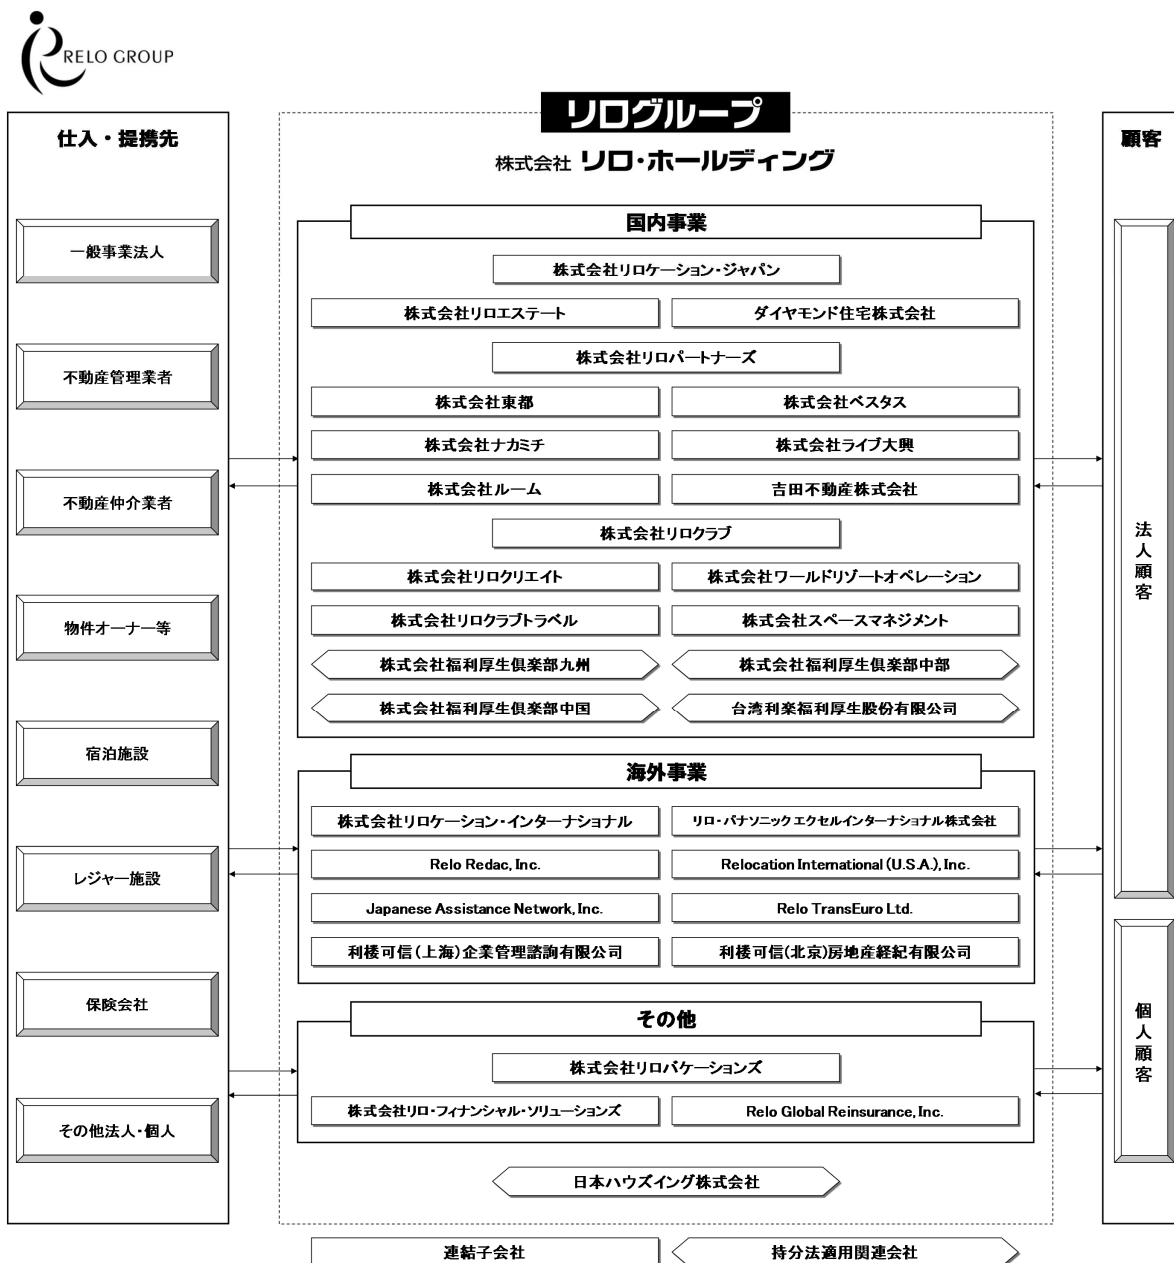 RELO GROUP
仕入・提携先
一般事業法人
不動産管理業者
不動産仲介業者
物件オーナー等
宿泊施設
レジャー施設
保険会社
その他法人・個人
リログループ
株式会社 リロ・ホールディング
国内事業
株式会社リロケーション・ジャパン
株式会社リロエステート
ダイヤモンド住宅株式会社
株式会社リロパートナーズ
株式会社東都
株式会社ベスタス
株式会社ナカミチ
株式会社ライブ大興
株式会社ルーム
吉田不動産株式会社
株式会社リロクラブ
株式会社リロクリエイト
株式会社ワールドリゾートオペレーション
株式会社リロクラブトラベル
株式会社スペースマネジメント
株式会社福利厚生倶楽部九州
株式会社福利厚生倶楽部中部
株式会社福利厚生倶楽部中国
台湾利楽福利厚生股份有限公司
海外事業
株式会社リロケーション・インターナショナル
リロ・パナソニック エクセルインターナショナル株式会社
Relo Redac, Inc.
Relocation International (U.S.A.), Inc.
Japanese Assistance Network, Inc.
Relo TransEuro Ltd.
利楼可信(上海)企業管理諮詢有限公司
利楼可信(北京)房地産経紀有限公司
その他
株式会社リロバケーションズ
株式会社リロ・フィナンシャル・ソリューションズ
Relo Global Reinsurance, Inc.
日本ハウズイング株式会社
連結子会社
持分法適用関連会社
顧客
法人顧客
個人顧客